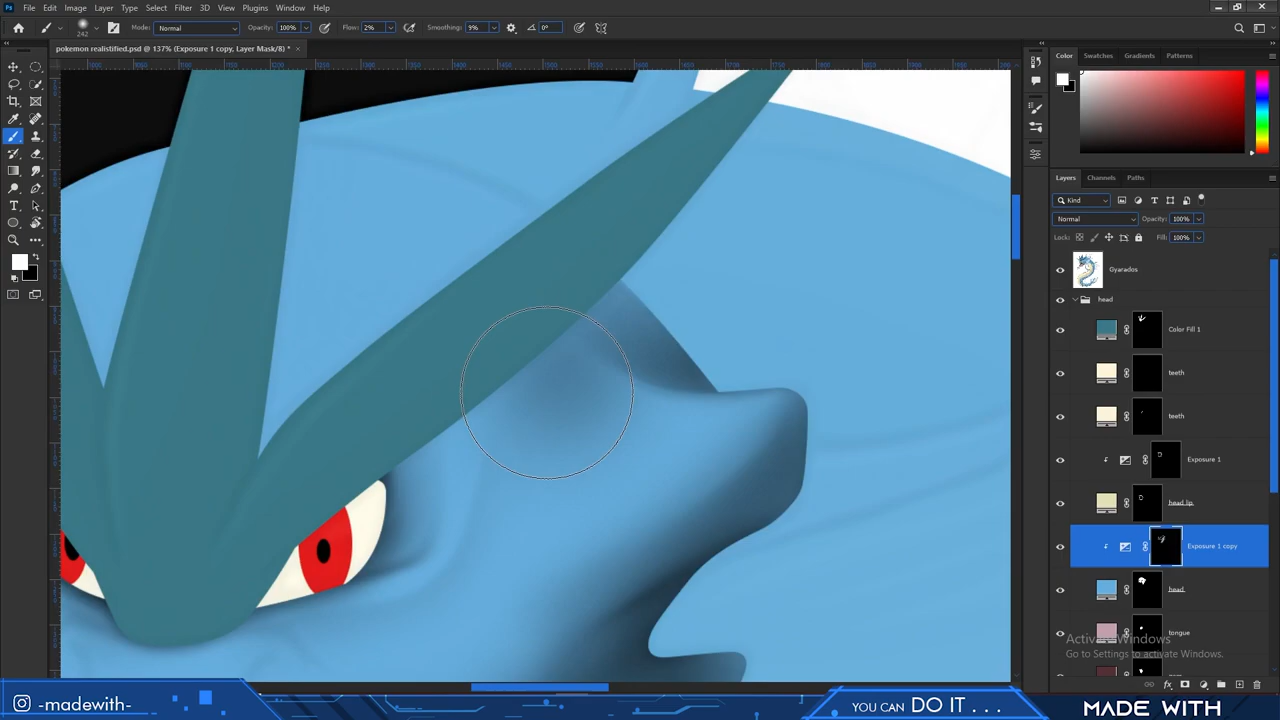 Ps File Edit Image Layer Type Select Filter 3D View Plugins Window Help
242 Mode: Normal Opacity: 100% Flow: 2% Smoothing: 9% 0°
pokemon realistified.psd @ 137% (Exposure 1 copy, Layer Mask/8) * ×
Color Swatches Gradients Patterns
Layers Channels Paths
Kind
Normal Opacity: 100%
Lock: Fill: 100%
Gyarados
head
Color Fill 1
teeth
teeth
Exposure 1
head lip
Exposure 1 copy
head
tongue
Activate Windows
Go to Settings to activate Windows.
-madewith-
YOU CAN DO IT . . .
MADE WITH